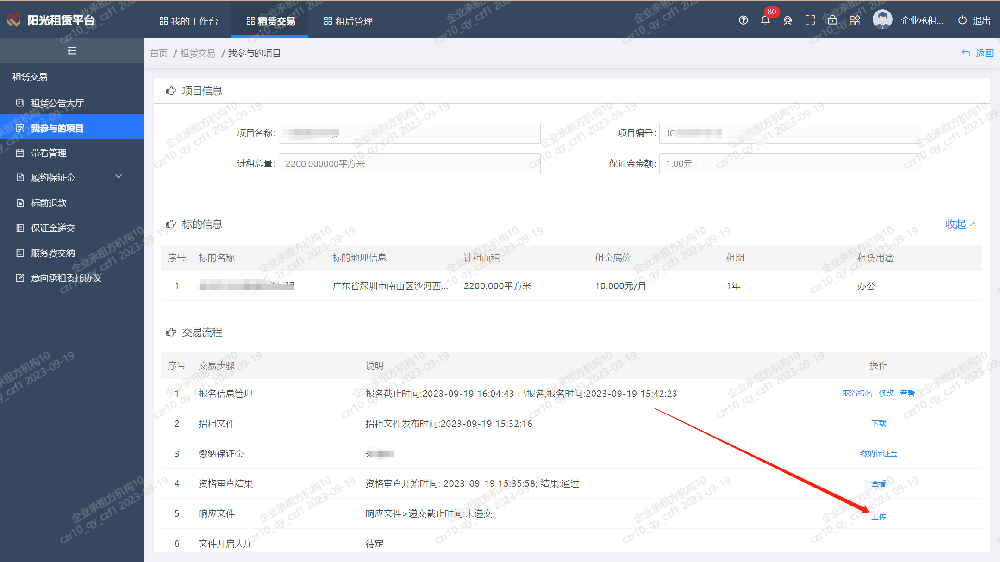 阳光租赁平台
我的工作台
租赁交易
租后管理
80
企业承租...
退出
首页 / 租赁交易 / 我参与的项目
返回
租赁交易
租赁公告大厅
我参与的项目
带看管理
履约保证金
标前退款
保证金递交
服务费交纳
意向承租委托协议
项目信息
项目名称:
项目编号: JC
计租总量: 2200.000000平方米
保证金金额: 1.00元
标的信息
收起
序号 标的名称 标的地理信息 计租面积 租金底价 租期 租赁用途
1 广东省深圳市南山区沙河西... 2200.000平方米 10.000元/月 1年 办公
交易流程
序号 交易步骤 说明 操作
1 报名信息管理 报名截止时间:2023-09-19 16:04:43 已报名,报名时间:2023-09-19 15:42:23 取消报名 修改 查看
2 招租文件 招租文件发布时间:2023-09-19 15:32:16 下载
3 缴纳保证金 缴纳保证金
4 资格审查结果 资格审查开始时间: 2023-09-19 15:35:58; 结果:通过 查看
5 响应文件 响应文件>递交截止时间:未递交 上传
6 文件开启大厅 待定
企业承租方机构10
czr10_qy_czf1 2023-09-19